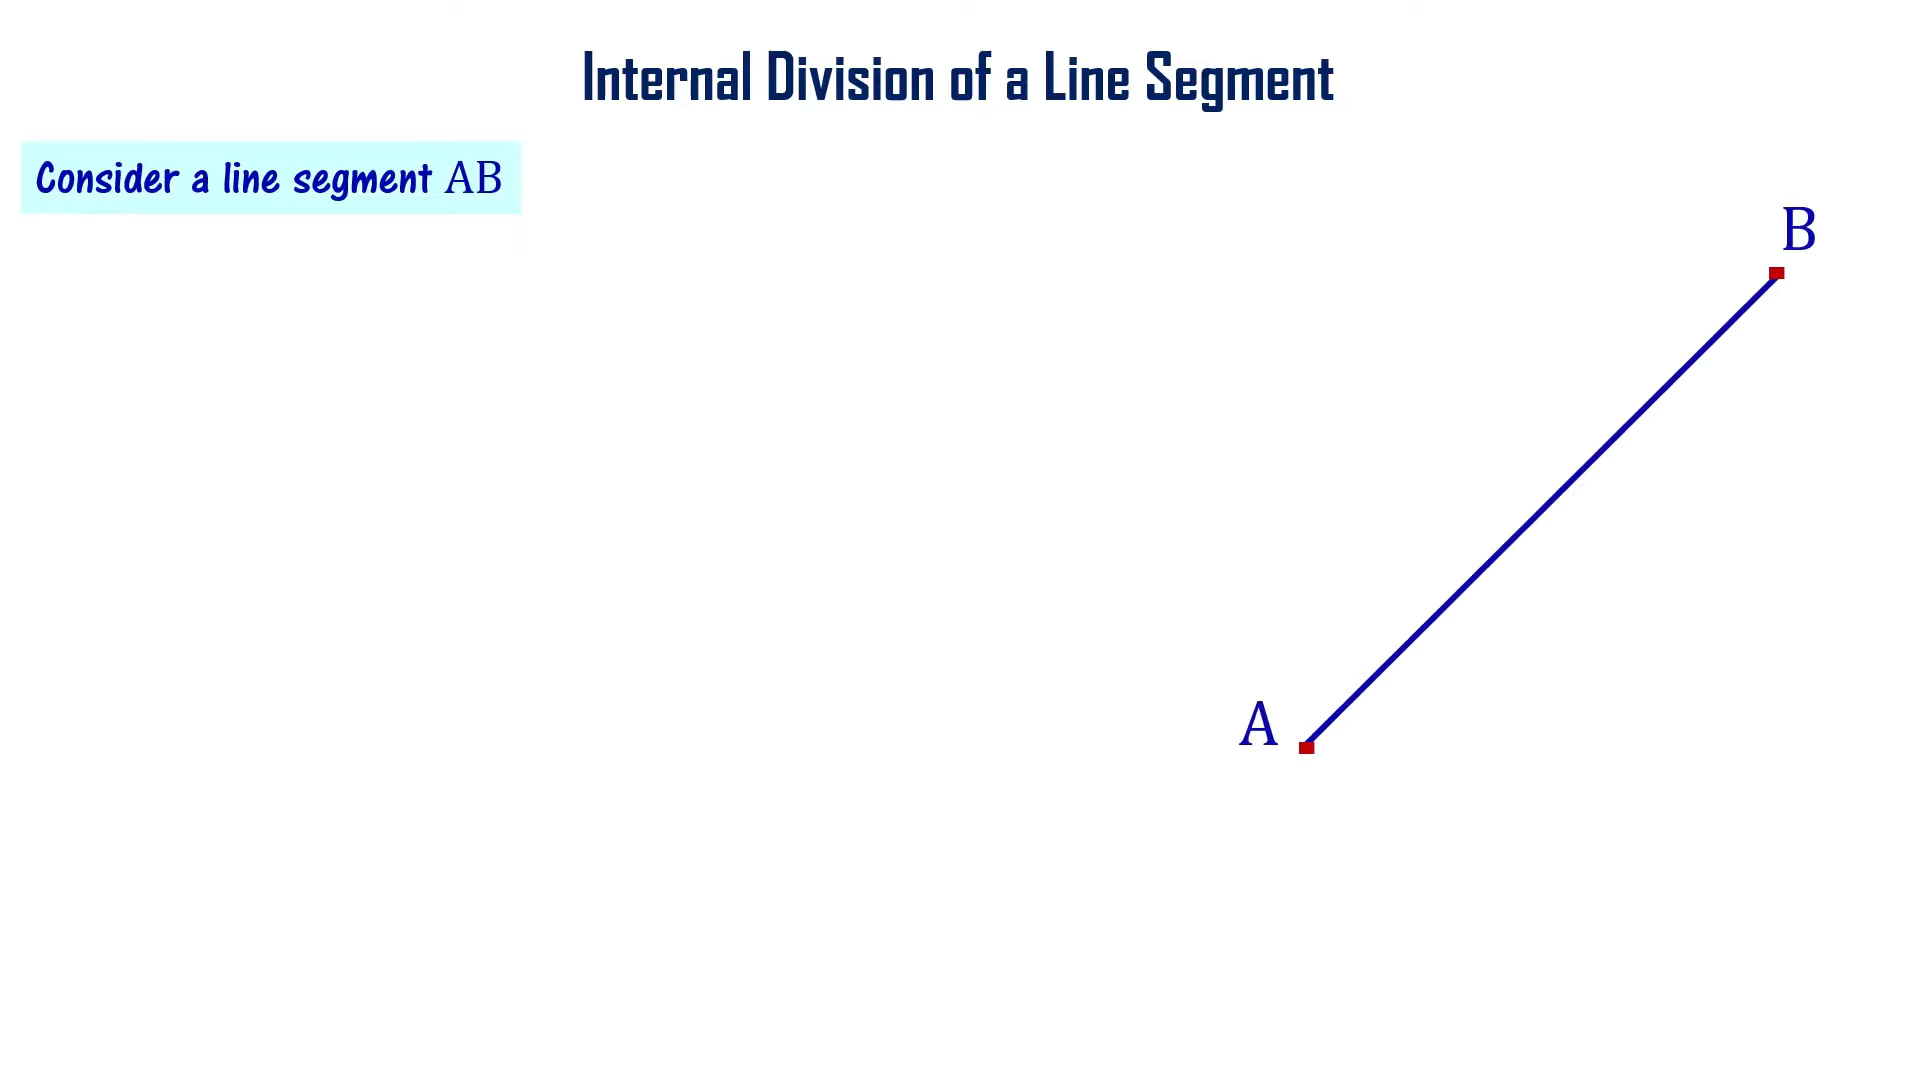 Internal Division of a Line Segment
Consider a line segment AB
B
A